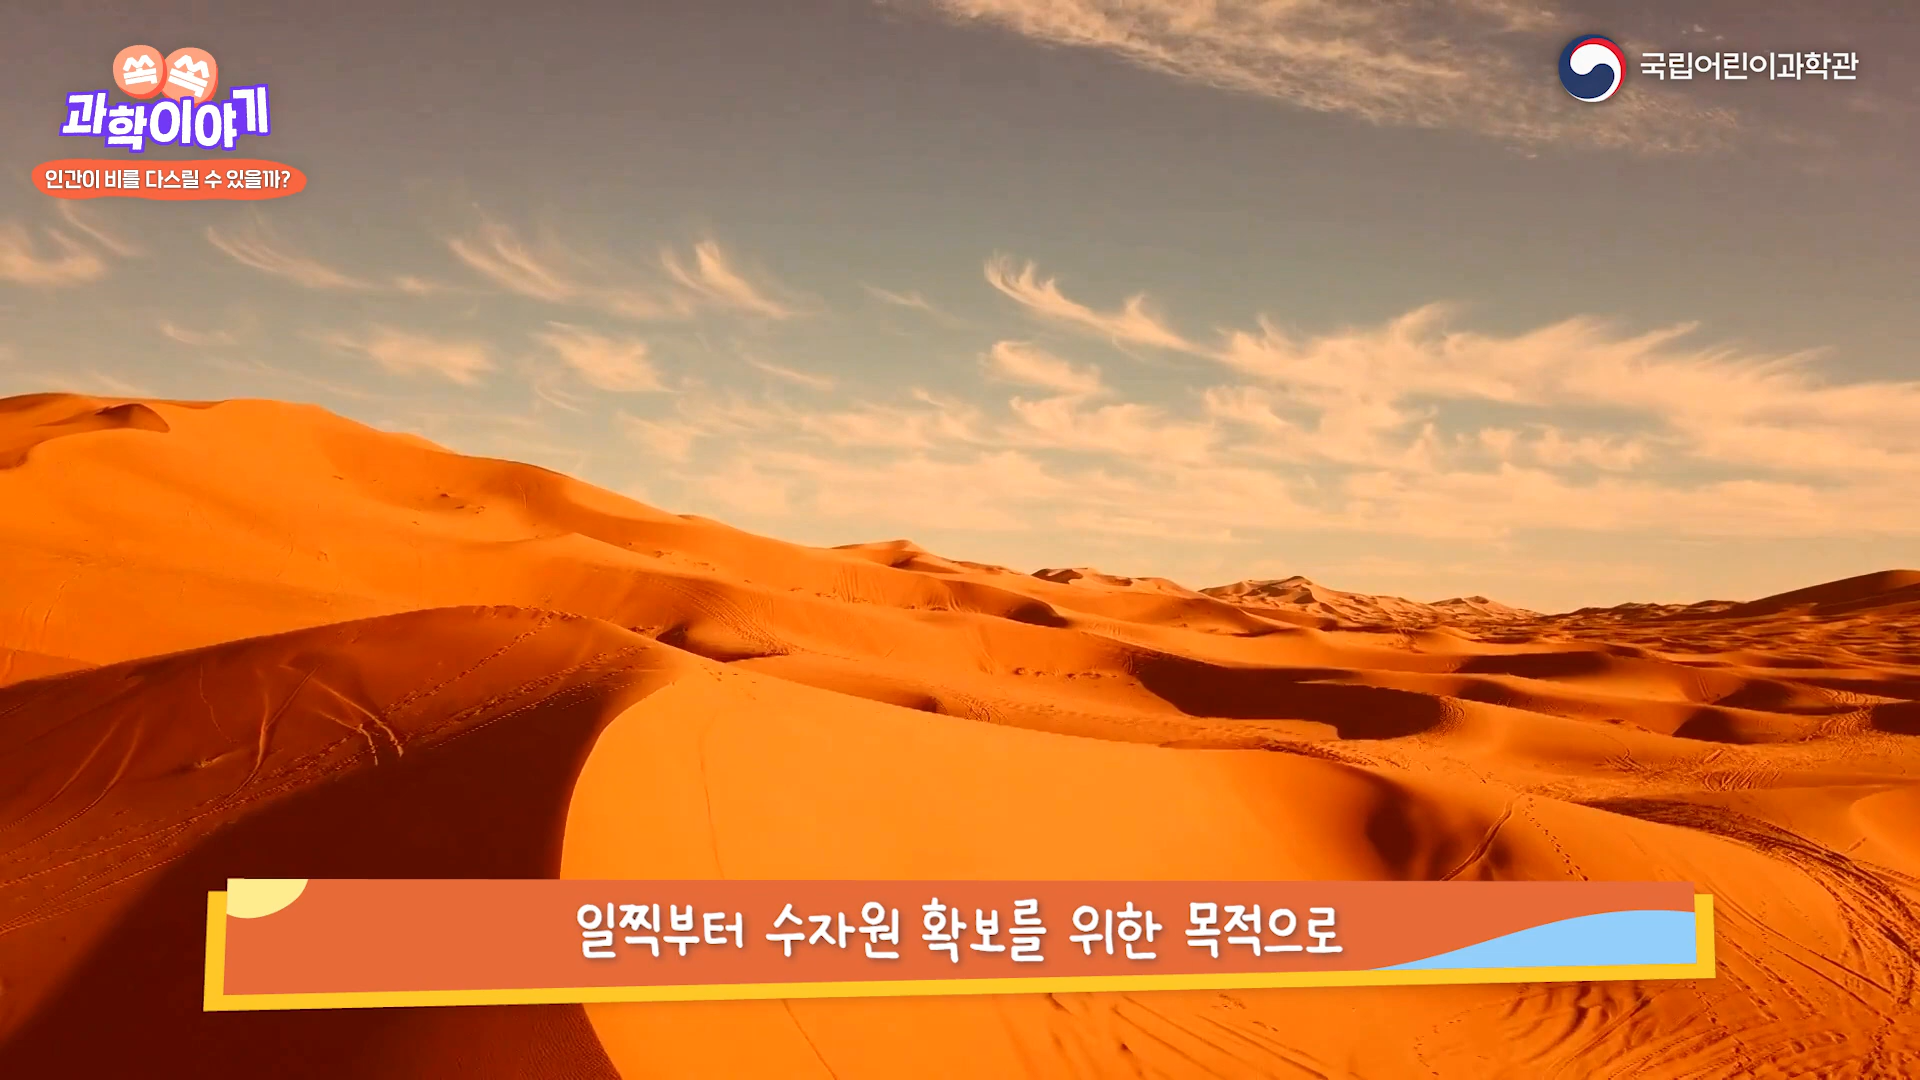 쏙쏙
과학이야기
인간이 비를 다스릴 수 있을까?
국립어린이과학관
일찍부터 수자원 확보를 위한 목적으로